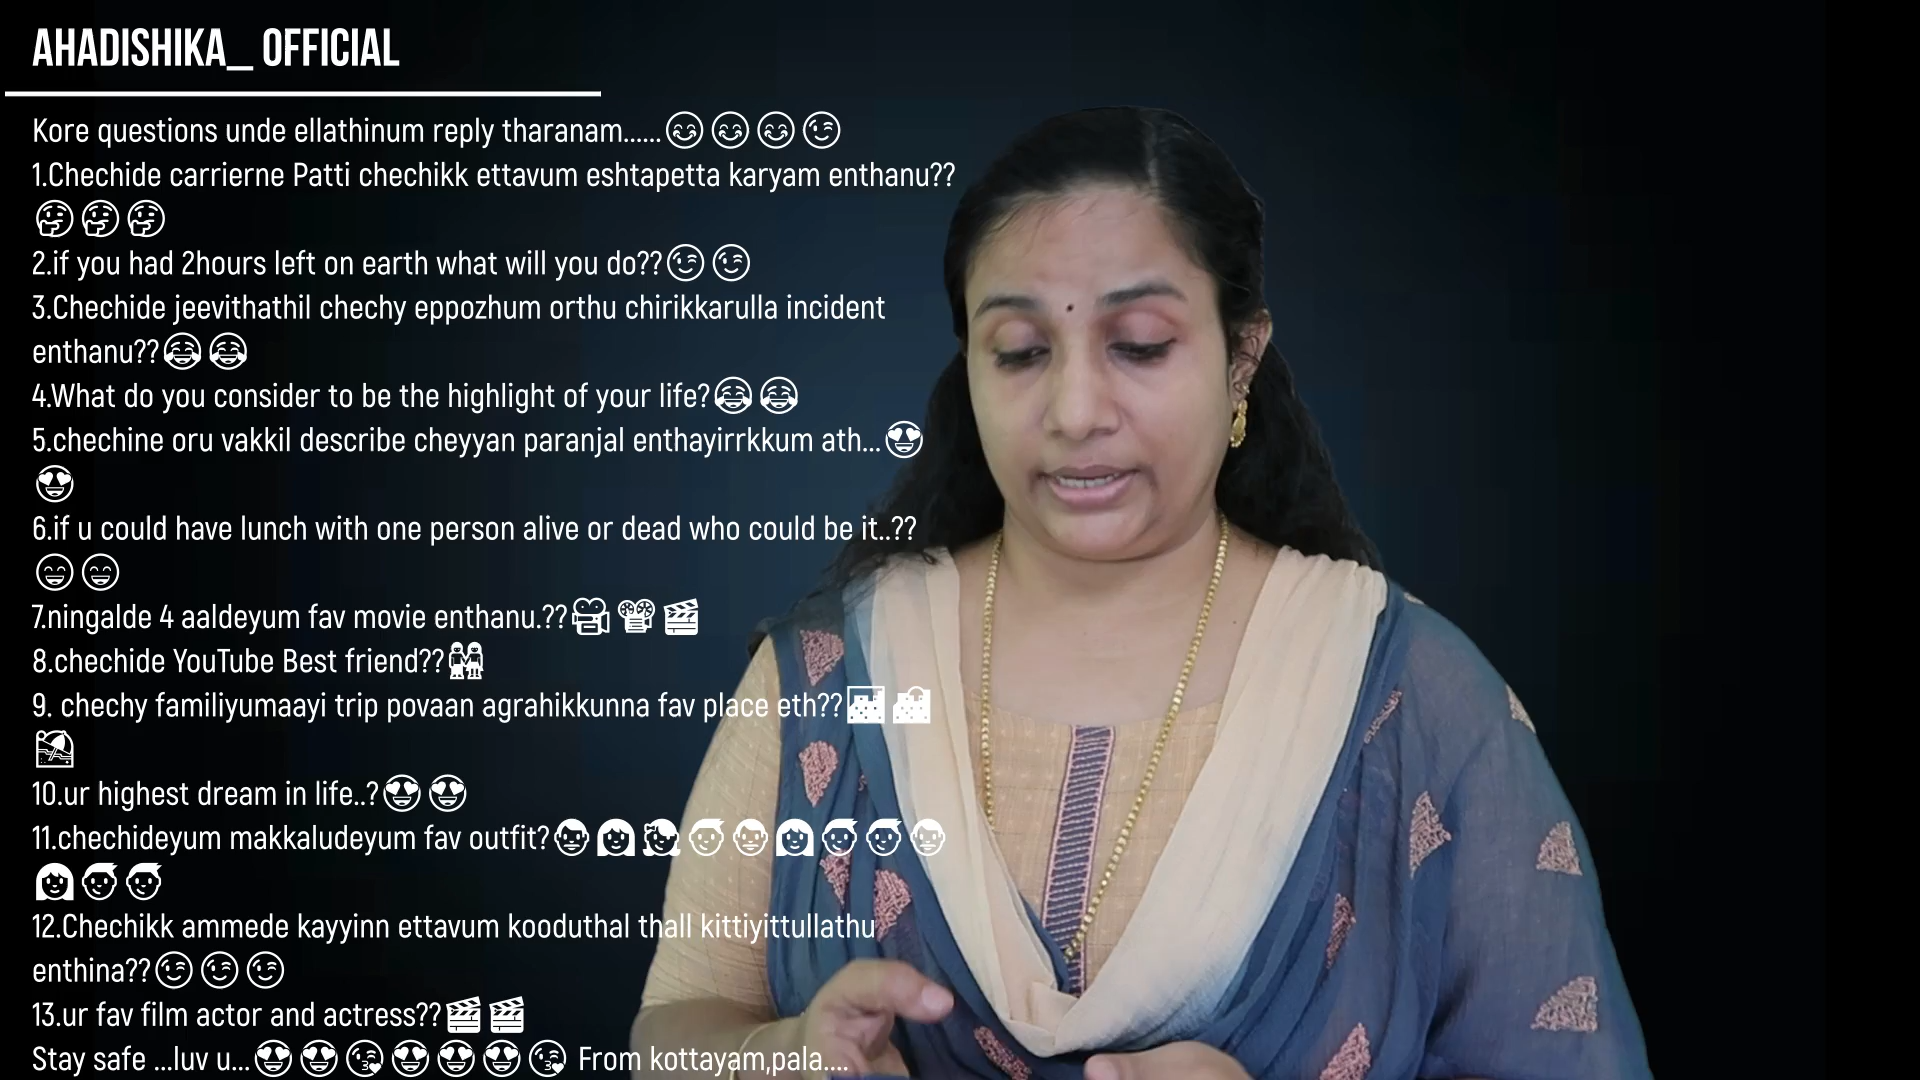 AHADISHIKA_ OFFICIAL
Kore questions unde ellathinum reply tharanam......😊😊😊😉
1.Chechide carrierne Patti chechikk ettavum eshtapetta karyam enthanu??
🤔🤔🤔
2.if you had 2hours left on earth what will you do??😉😉
3.Chechide jeevithathil chechy eppozhum orthu chirikkarulla incident
enthanu??😂😂
4.What do you consider to be the highlight of your life?😂😂
5.chechine oru vakkil describe cheyyan paranjal enthayirrkkum ath...😍
😍
6.if u could have lunch with one person alive or dead who could be it..??
😄😄
7.ningalde 4 aaldeyum fav movie enthanu.??🎥📽🎬
8.chechide YouTube Best friend??👭
9. chechy familiyumaayi trip povaan agrahikkunna fav place eth??
10.ur highest dream in life..?😍😍
11.chechideyum makkaludeyum fav outfit?
12.Chechikk ammede kayyinn ettavum kooduthal thall kittiyittullathu
enthina??😉😉😉
13.ur fav film actor and actress??🎬🎬
Stay safe ...luv u...😍😍😘😍😍😍😘 From kottayam,pala....